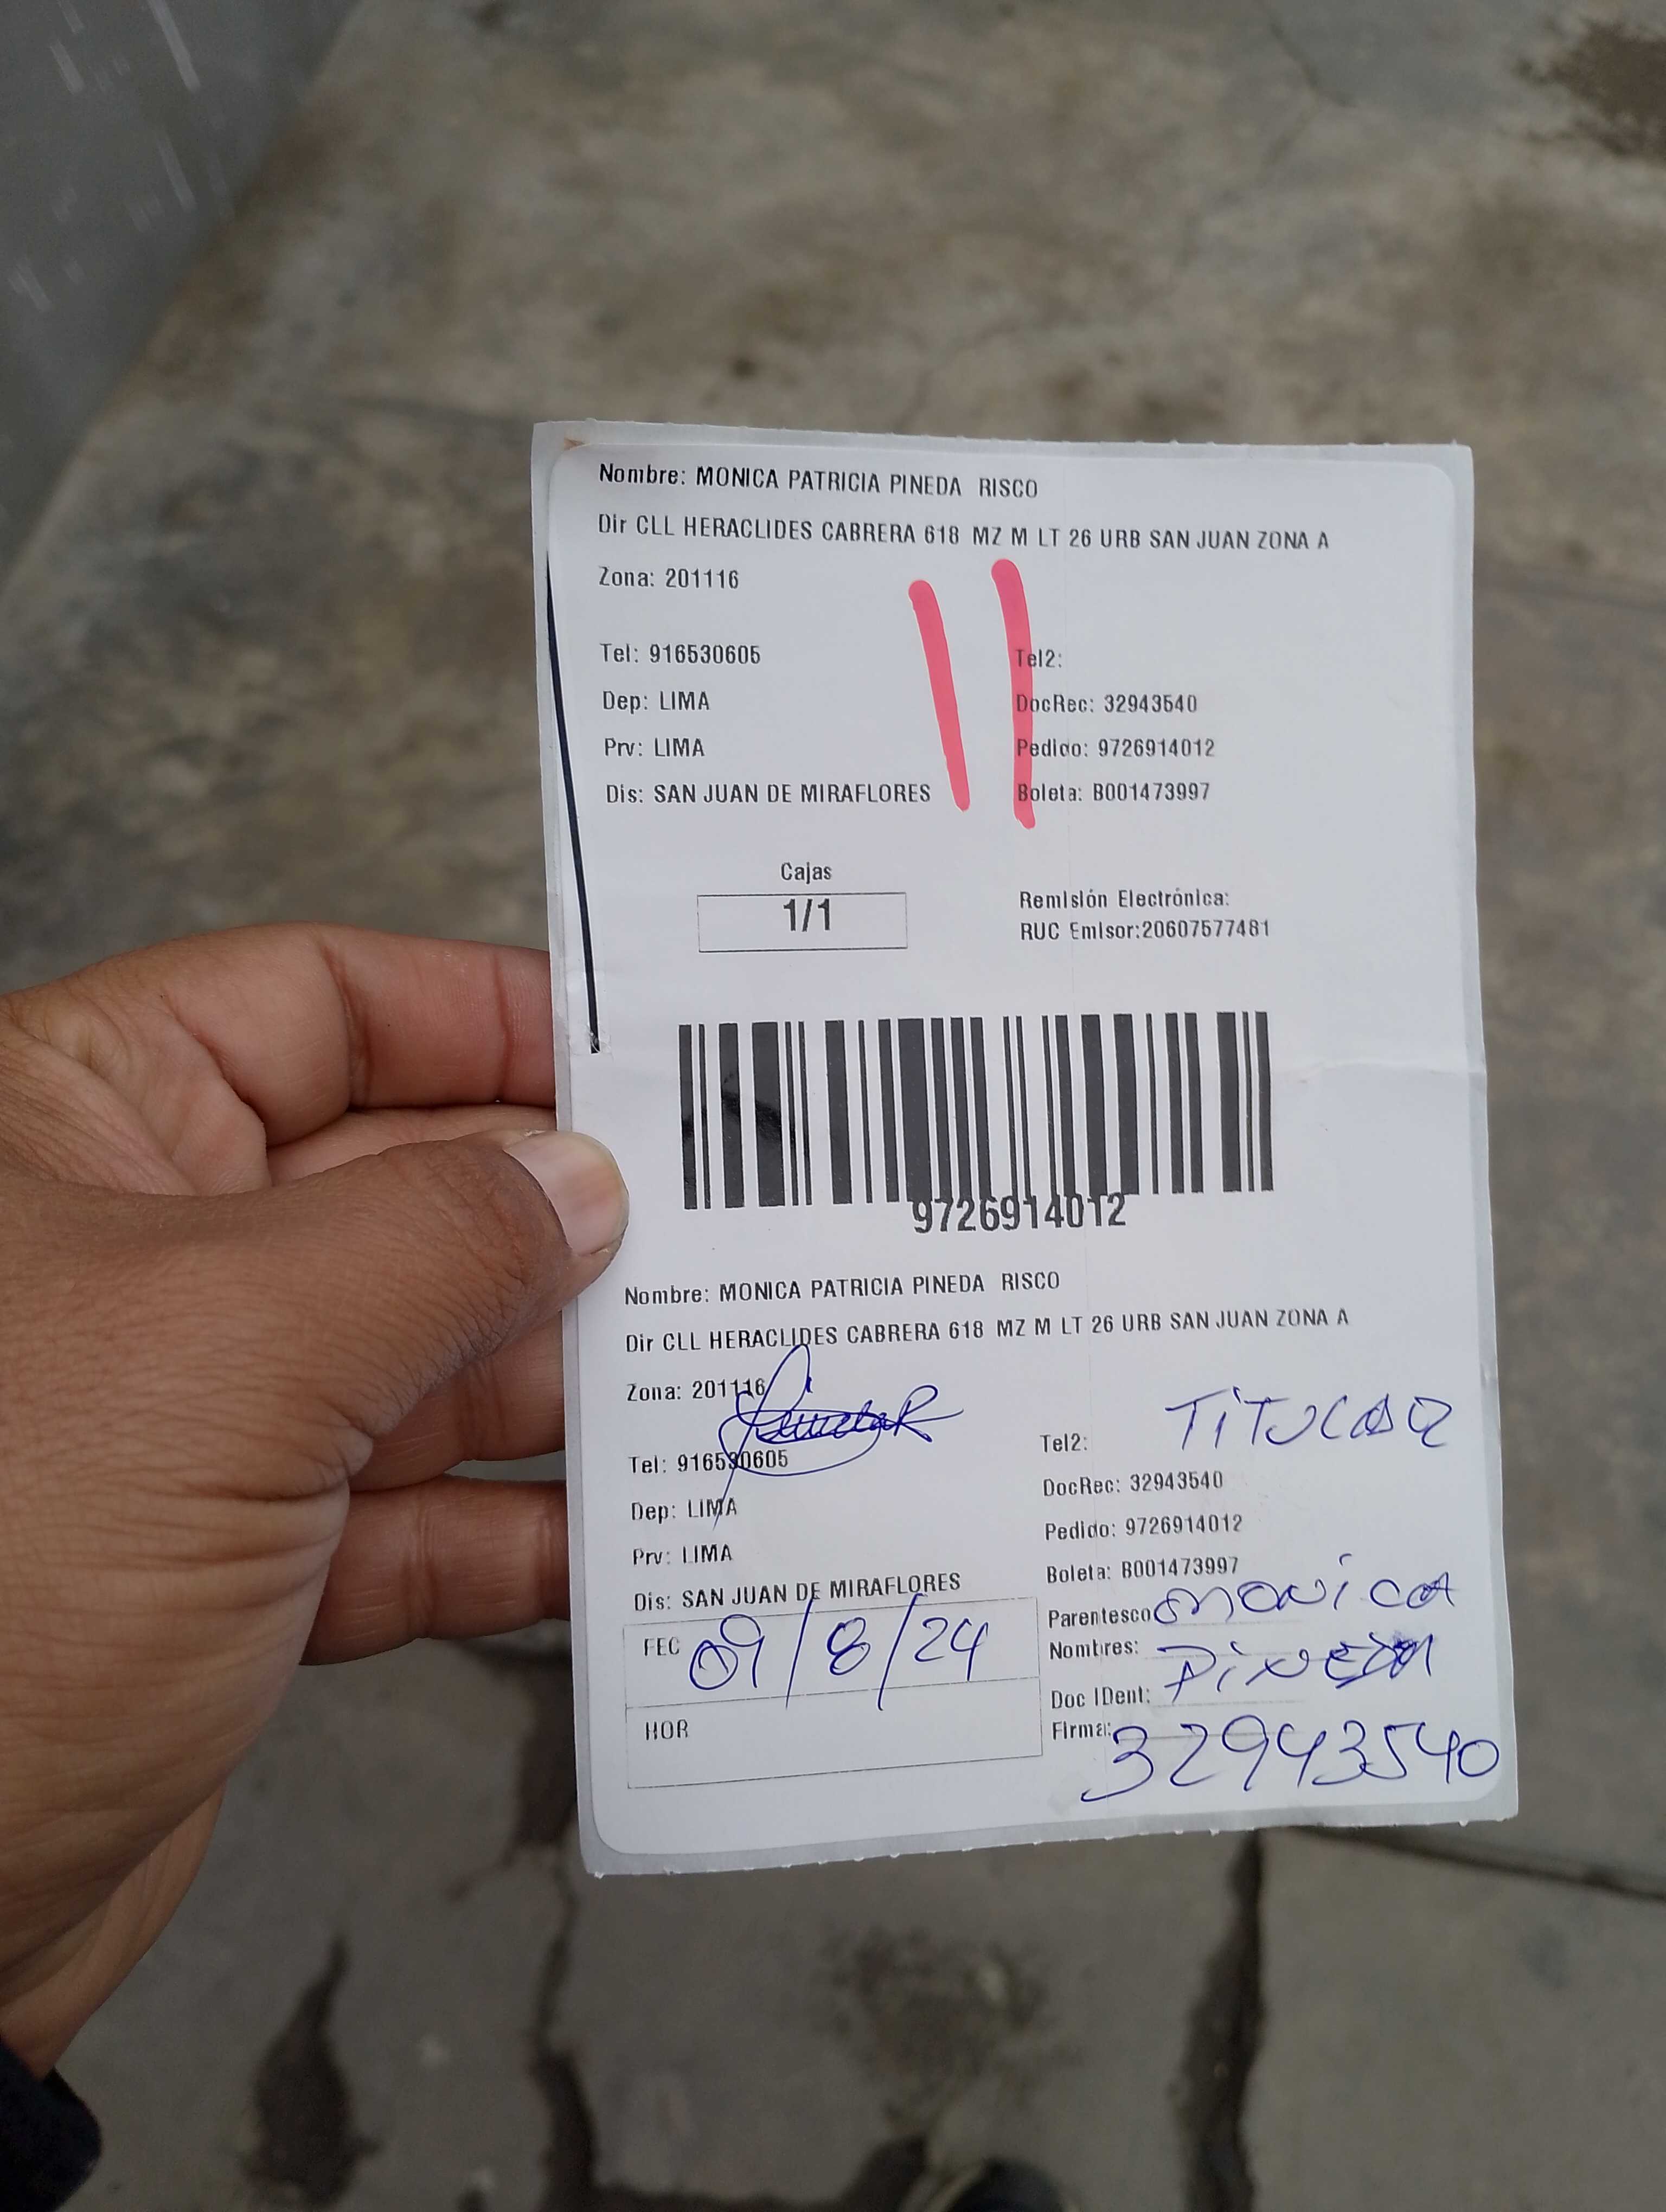 Nombre: MONICA PATRICIA PINEDA RISCO
Dir CLL HERACLIDES CABRERA 618 MZ M LT 26 URB SAN JUAN ZONA A
Zona: 201116
Tel: 916530605
Tel2:
Dep: LIMA
DocRec: 32943540
Prv: LIMA
Pedido: 9726914012
Dis: SAN JUAN DE MIRAFLORES
Boleta: B001473997
Cajas
1/1
Remisión Electrónica:
RUC Emisor:20607577481
9726914012
Nombre: MONICA PATRICIA PINEDA RISCO
Dir CLL HERACLIDES CABRERA 618 MZ M LT 26 URB SAN JUAN ZONA A
Zona: 201116
TiTULAR
Tel: 916530605
Tel2:
Dep: LIMA
DocRec: 32943540
Prv: LIMA
Pedido: 9726914012
Dis: SAN JUAN DE MIRAFLORES
Boleta: B001473997
FEC 09/8/24
Parentesco MONiCA
Nombres: PiNEDA
Doc IDent:
HOR
Firma: 32943540